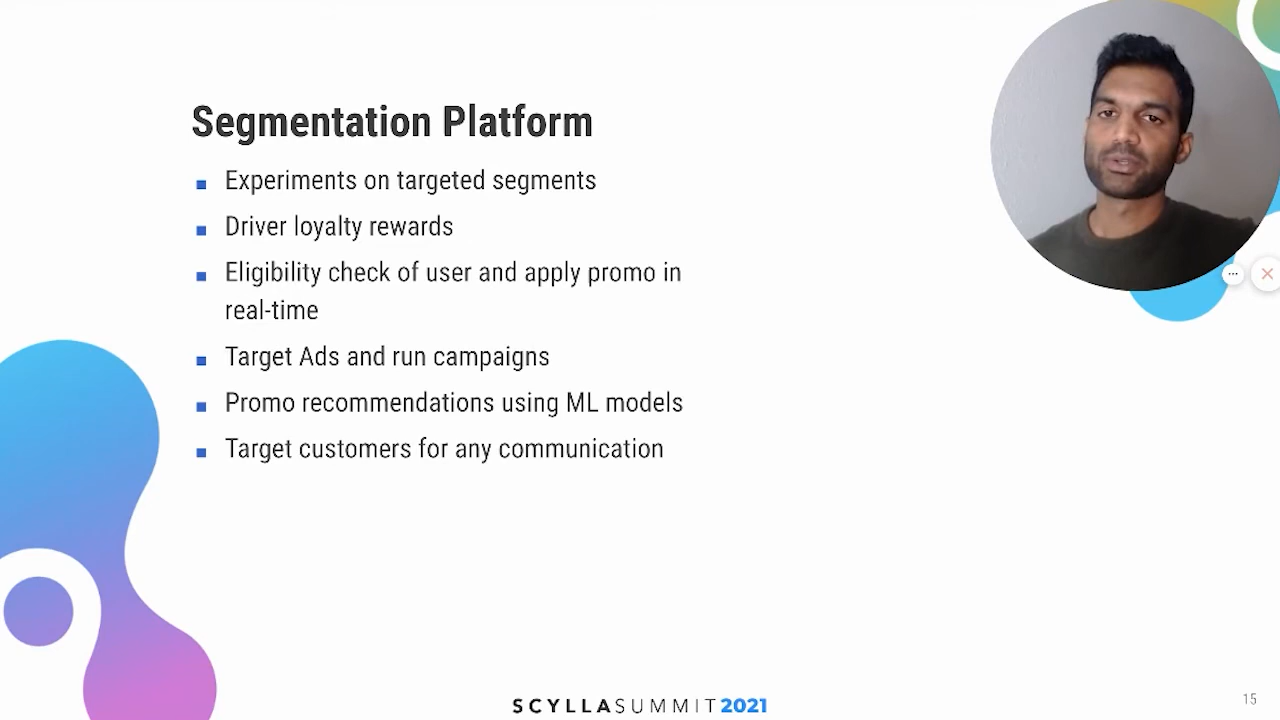 Segmentation Platform
Experiments on targeted segments
Driver loyalty rewards
Eligibility check of user and apply promo in
real-time
Target Ads and run campaigns
Promo recommendations using ML models
Target customers for any communication
SCYLLASUMMIT2021
15